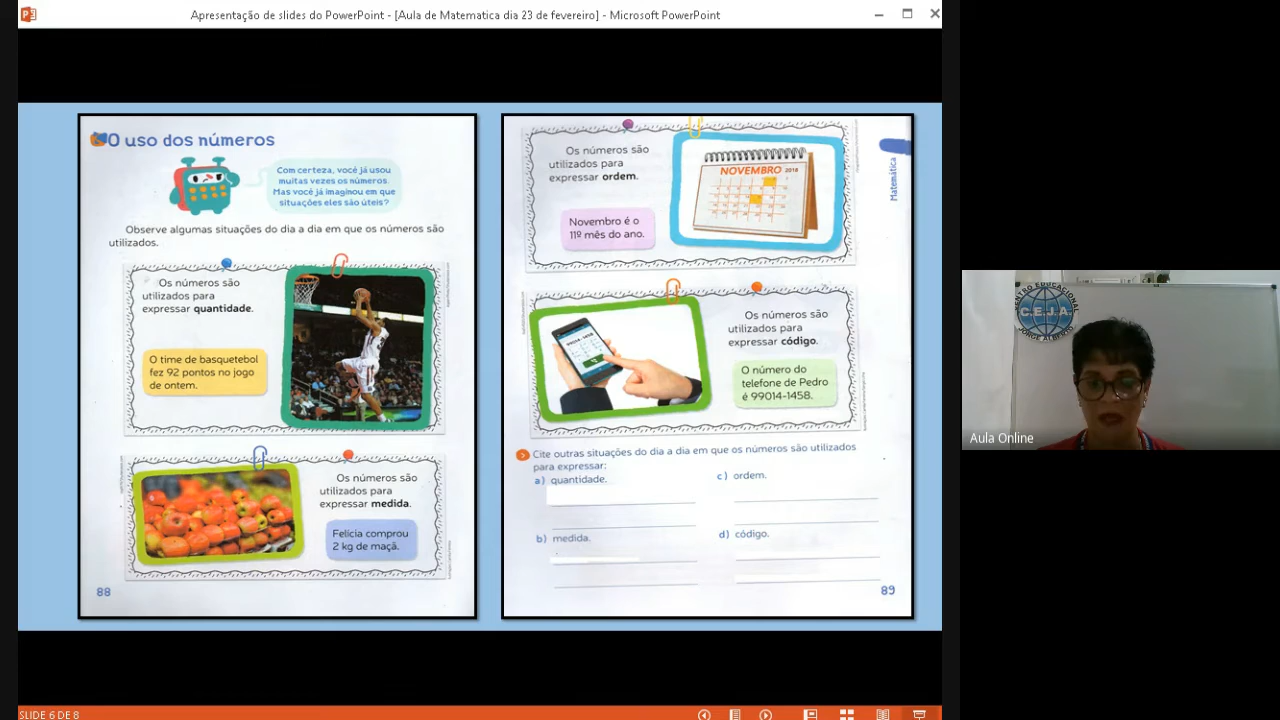 Apresentação de slides do PowerPoint - [Aula de Matematica dia 23 de fevereiro] - Microsoft PowerPoint
O uso dos números
Com certeza, você já usou
muitas vezes os números.
Mas você já imaginou em que
situações eles são úteis?
Observe algumas situações do dia a dia em que os números são
utilizados.
Os números são
utilizados para
expressar quantidade.
O time de basquetebol
fez 92 pontos no jogo
de ontem.
Os números são
utilizados para
expressar medida.
Felícia comprou
2 kg de maçã.
88
Os números são
utilizados para
expressar ordem.
Novembro é o
11º mês do ano.
NOVEMBRO 2018
Matemática
Os números são
utilizados para
expressar código.
O número do
telefone de Pedro
é 99014-1458.
Cite outras situações do dia a dia em que os números são utilizados
para expressar:
a) quantidade.
c) ordem.
b) medida.
d) código.
89
SLIDE 6 DE 8
CENTRO EDUCACIONAL
C.E.J.A.
JORGE ALBERTO
Aula Online